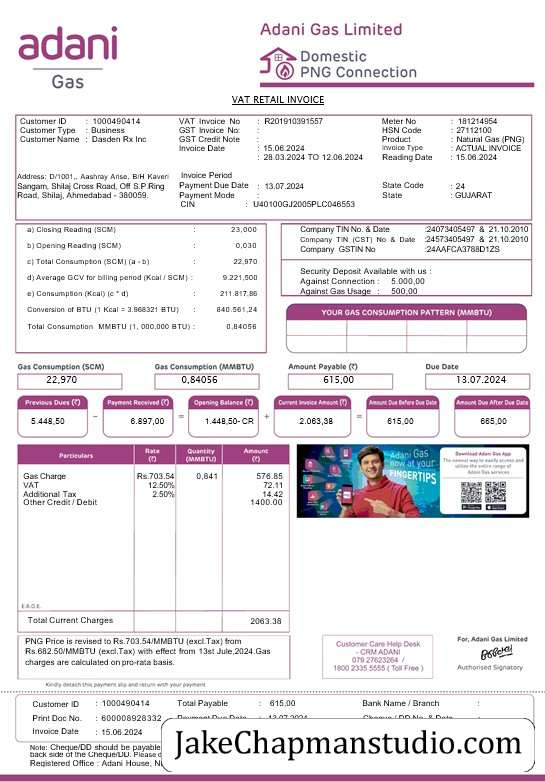 adani
Gas
Adani Gas Limited
Domestic
PNG Connection
VAT RETAIL INVOICE
Customer ID : 1000490414
Customer Type : Business
Customer Name : Dasden Rx Inc
Address: D/1001,, Aashray Arise, B/H Kaveri
Sangam, Shilaj Cross Road, Off S.P.Ring
Road, Shilaj, Ahmedabad - 380059.
VAT Invoice No : R201910391557
GST Invoice No: :
GST Credit Note :
Invoice Date : 15.06.2024
: 28.03.2024 TO 12.06.2024
Invoice Period
Payment Due Date : 13.07.2024
Payment Mode :
CIN : U40100GJ2005PLC046553
Meter No : 181214954
HSN Code : 27112100
Product : Natural Gas (PNG)
Invoice Type : ACTUAL INVOICE
Reading Date : 15.06.2024
State Code : 24
State : GUJARAT
a) Closing Reading (SCM) : 23,000
b) Opening Reading (SCM) : 0,030
c) Total Consumption (SCM) (a - b) : 22,970
d) Average GCV for billing period (Kcal / SCM) : 9.221,500
e) Consumption (Kcal) (c * d) : 211.817,86
Conversion of BTU (1 Kcal = 3.968321 BTU) : 840.561,24
Total Consumption MMBTU (1, 000,000 BTU) : 0,84056
Company TIN No. & Date :24073405497 & 21.10.2010
Company TIN (CST) No & Date :24573405497 & 21.10.2010
Company GSTIN No :24AAFCA3788D1ZS
Security Deposit Available with us :
Against Connection : 5.000,00
Against Gas Usage : 500,00
YOUR GAS CONSUMPTION PATTERN (MMBTU)
Gas Consumption (SCM)
22,970
Gas Consumption (MMBTU)
0,84056
Amount Payable (₹)
615,00
Due Date
13.07.2024
Previous Dues (₹)
5.448,50
–
Payment Received (₹)
6.897,00
=
Opening Balance (₹)
1.448,50- CR
+
Current Invoice Amount (₹)
2.063,38
=
Amount Due Before Due Date
615,00
Amount Due After Due Date
665,00
Particulars Rate (₹) Quantity (MMBTU) Amount (₹)
Gas Charge Rs.703.54 0,841 576.85
VAT 12.50% 72.11
Additional Tax 2.50% 14.42
Other Credit / Debit 1400.00
E.&O.E.
Total Current Charges 2063.38
Adani Gas
now at your
FINGERTIPS
Download Adani Gas App
The easiest way to easily access and
utilise the entire range of
Adani Gas services
PNG Price is revised to Rs.703.54/MMBTU (excl.Tax) from
Rs.682.50/MMBTU (excl.Tax) with effect from 13st Jule,2024.Gas
charges are calculated on pro-rata basis.
Customer Care Help Desk
- CRM ADANI
079 27623264 /
1800 2335 5555 ( Toll Free )
For, Adani Gas Limited
Authorised Signatory
Kindly detach this payment slip and return with your payment
Customer ID : 1000490414
Print Doc No. : 600008928332
Invoice Date : 15.06.2024
Total Payable : 615,00
Payment Due Date : 13.07.2024
Bank Name / Branch :
Cheque / DD No. & Date :
Note: Cheque/DD should be payable
back side of the Cheque/DD. Please
Registered Office : Adani House,
JakeChapmanstudio.com